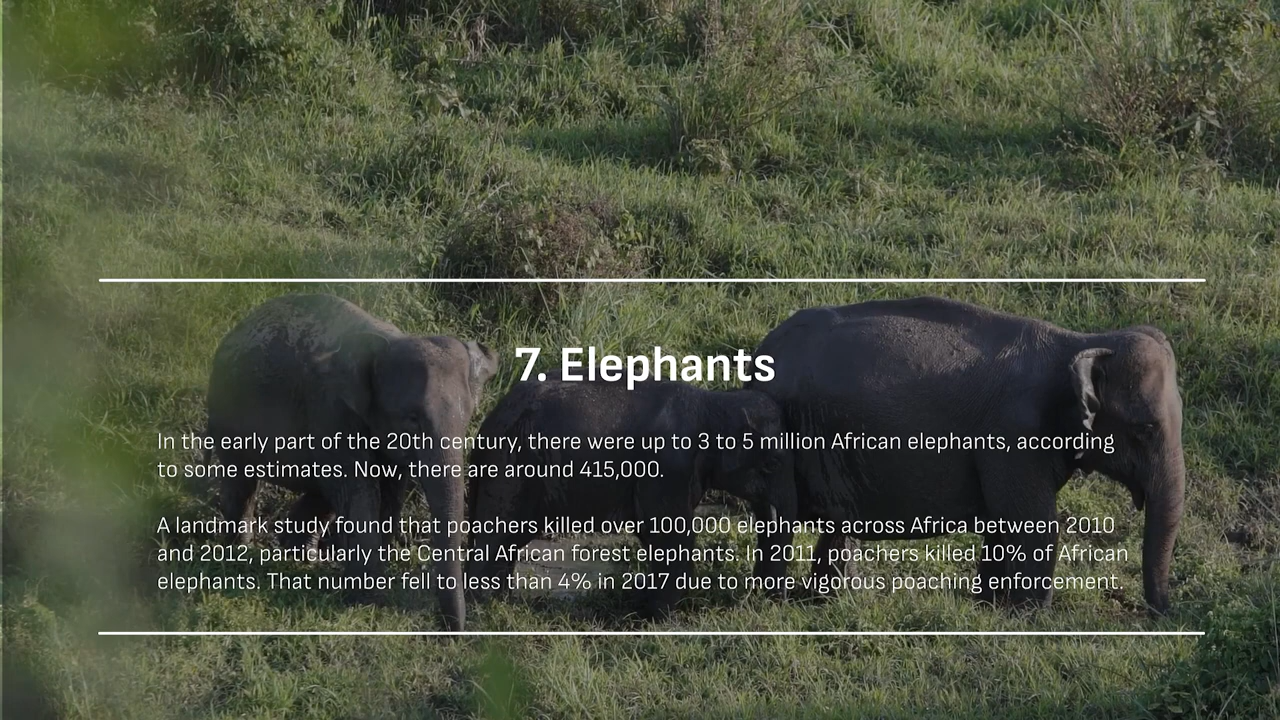 7. Elephants
In the early part of the 20th century, there were up to 3 to 5 million African elephants, according
to some estimates. Now, there are around 415,000.
A landmark study found that poachers killed over 100,000 elephants across Africa between 2010
and 2012, particularly the Central African forest elephants. In 2011, poachers killed 10% of African
elephants. That number fell to less than 4% in 2017 due to more vigorous poaching enforcement.